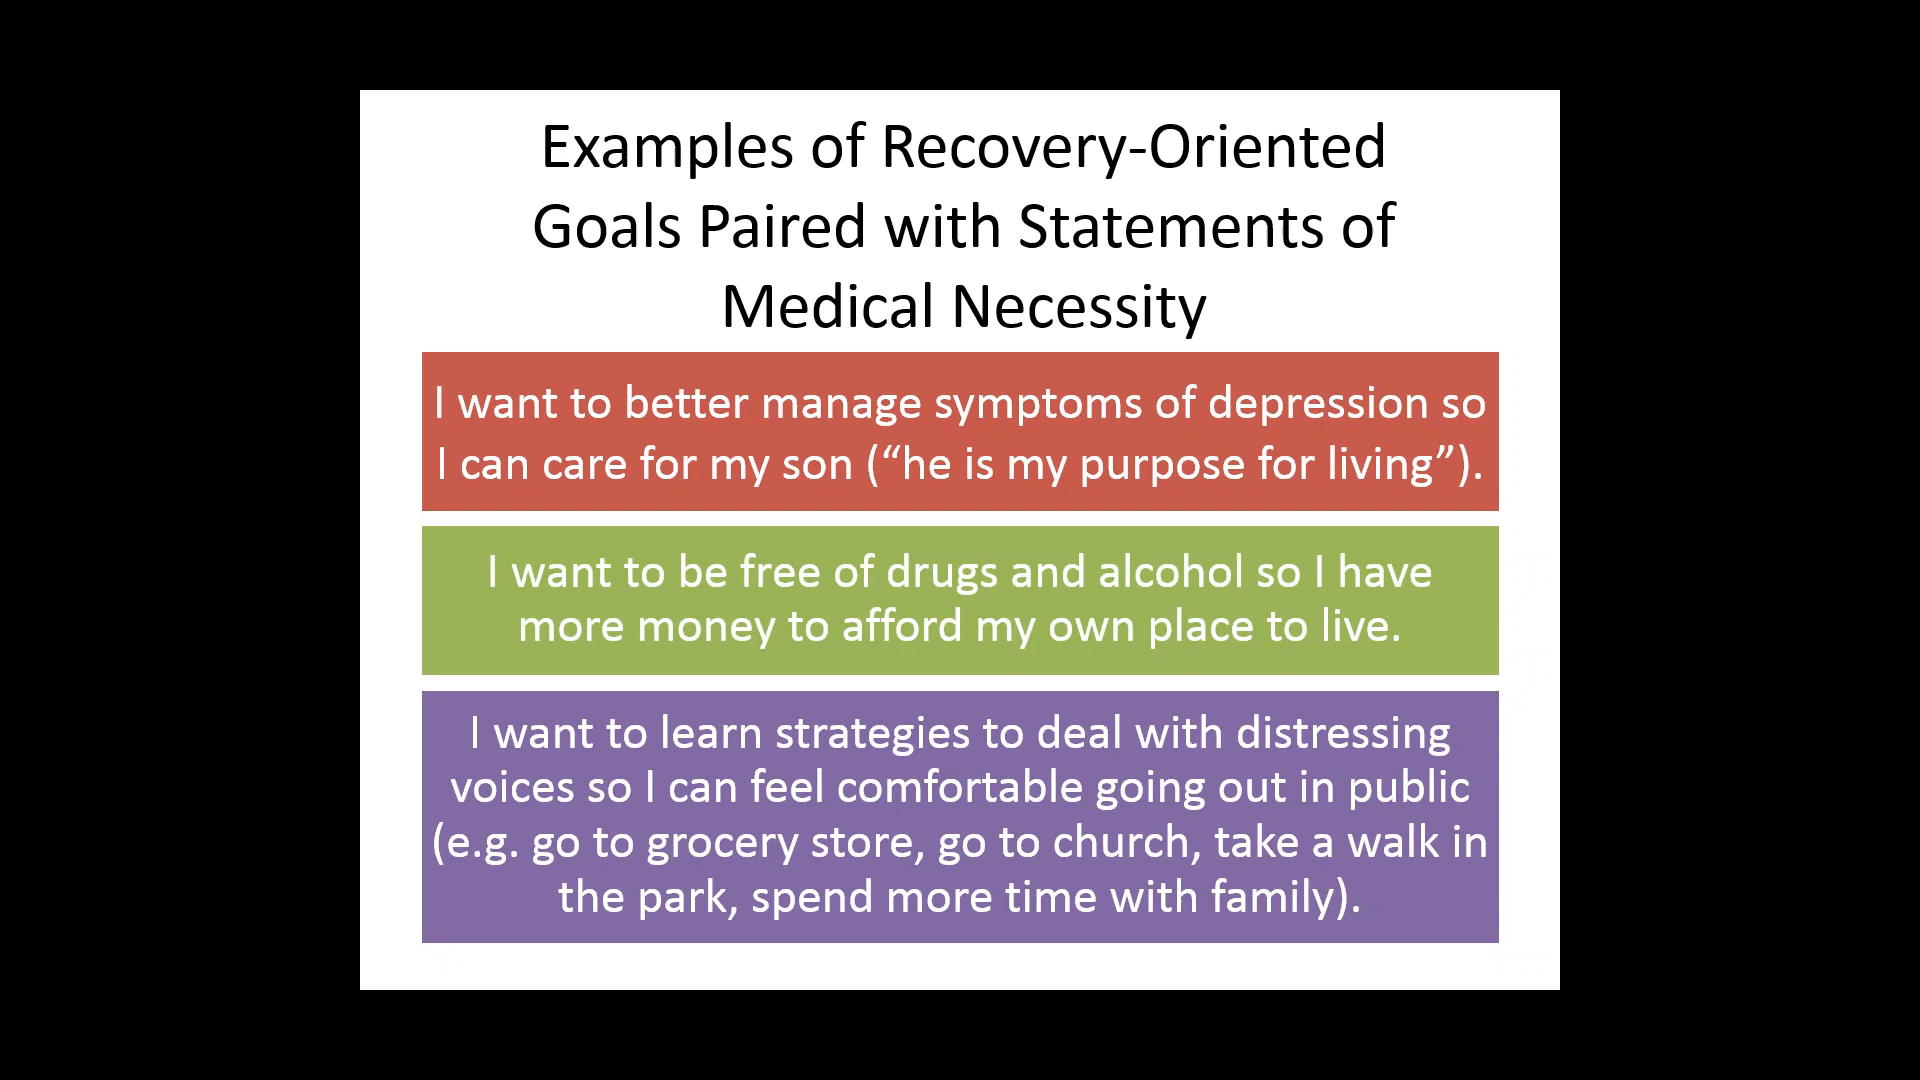 Examples of Recovery-Oriented
Goals Paired with Statements of
Medical Necessity
I want to better manage symptoms of depression so
I can care for my son (“he is my purpose for living”).
I want to be free of drugs and alcohol so I have
more money to afford my own place to live.
I want to learn strategies to deal with distressing
voices so I can feel comfortable going out in public
(e.g. go to grocery store, go to church, take a walk in
the park, spend more time with family).